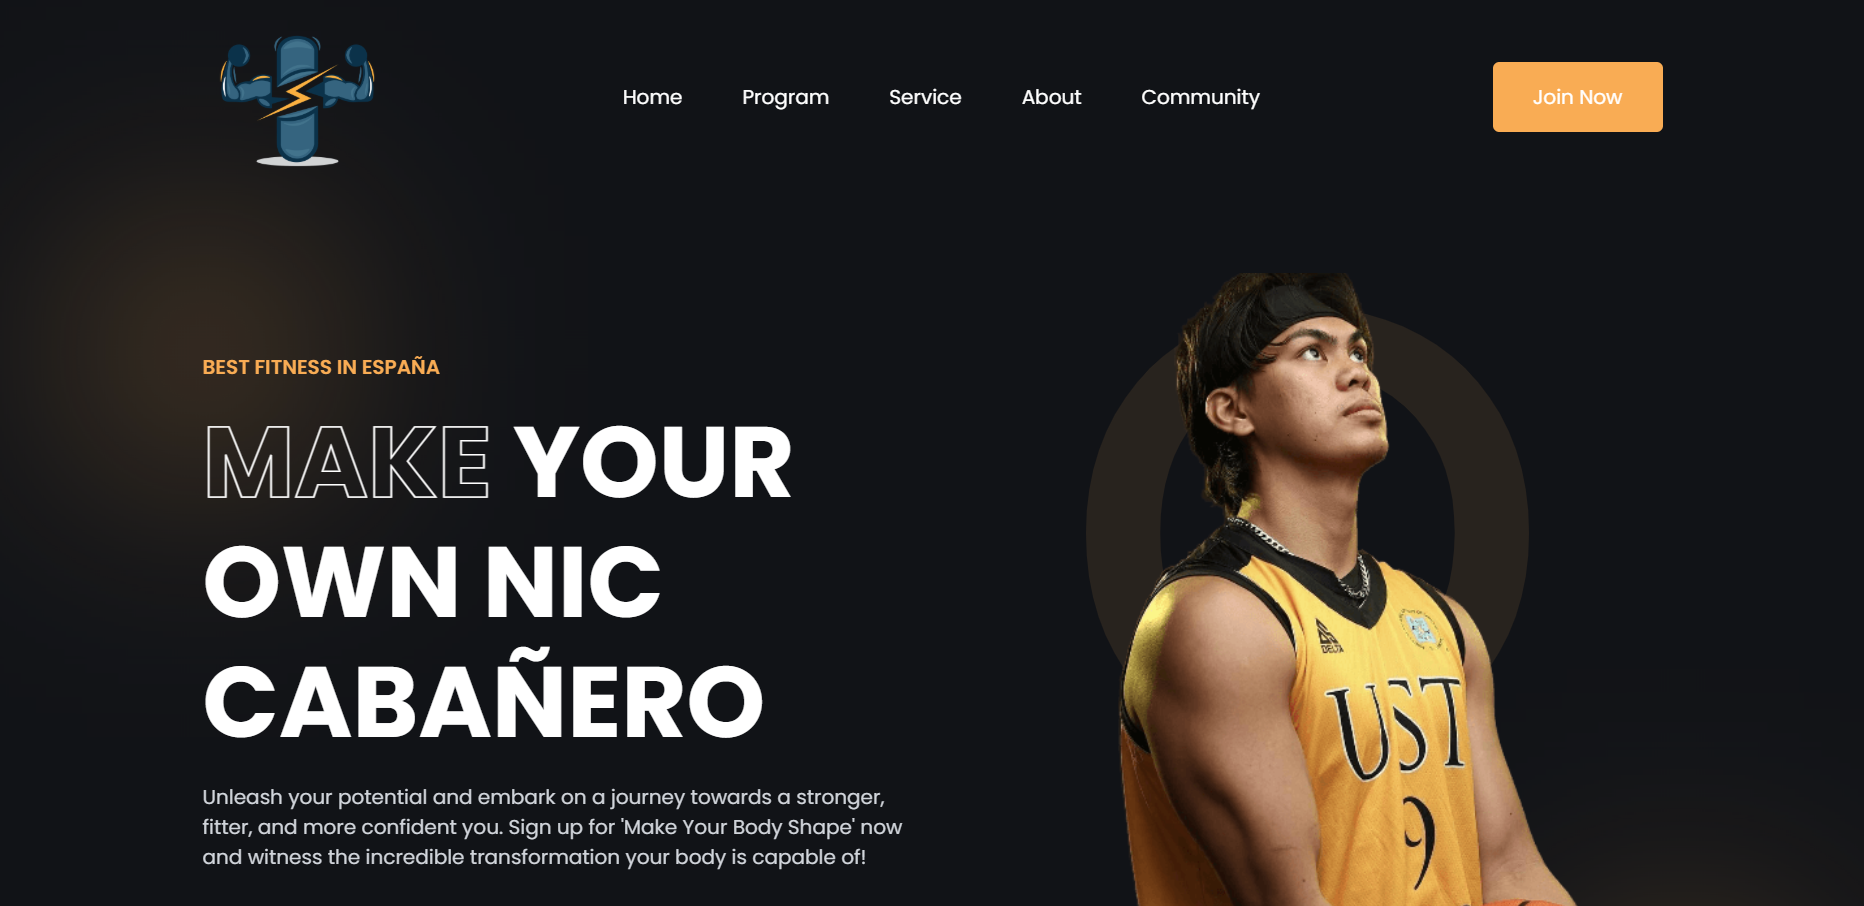 Home Program Service About Community Join Now
BEST FITNESS IN ESPAÑA
MAKE YOUR
OWN NIC
CABAÑERO
Unleash your potential and embark on a journey towards a stronger,
fitter, and more confident you. Sign up for 'Make Your Body Shape' now
and witness the incredible transformation your body is capable of!
DELTA
UST
9